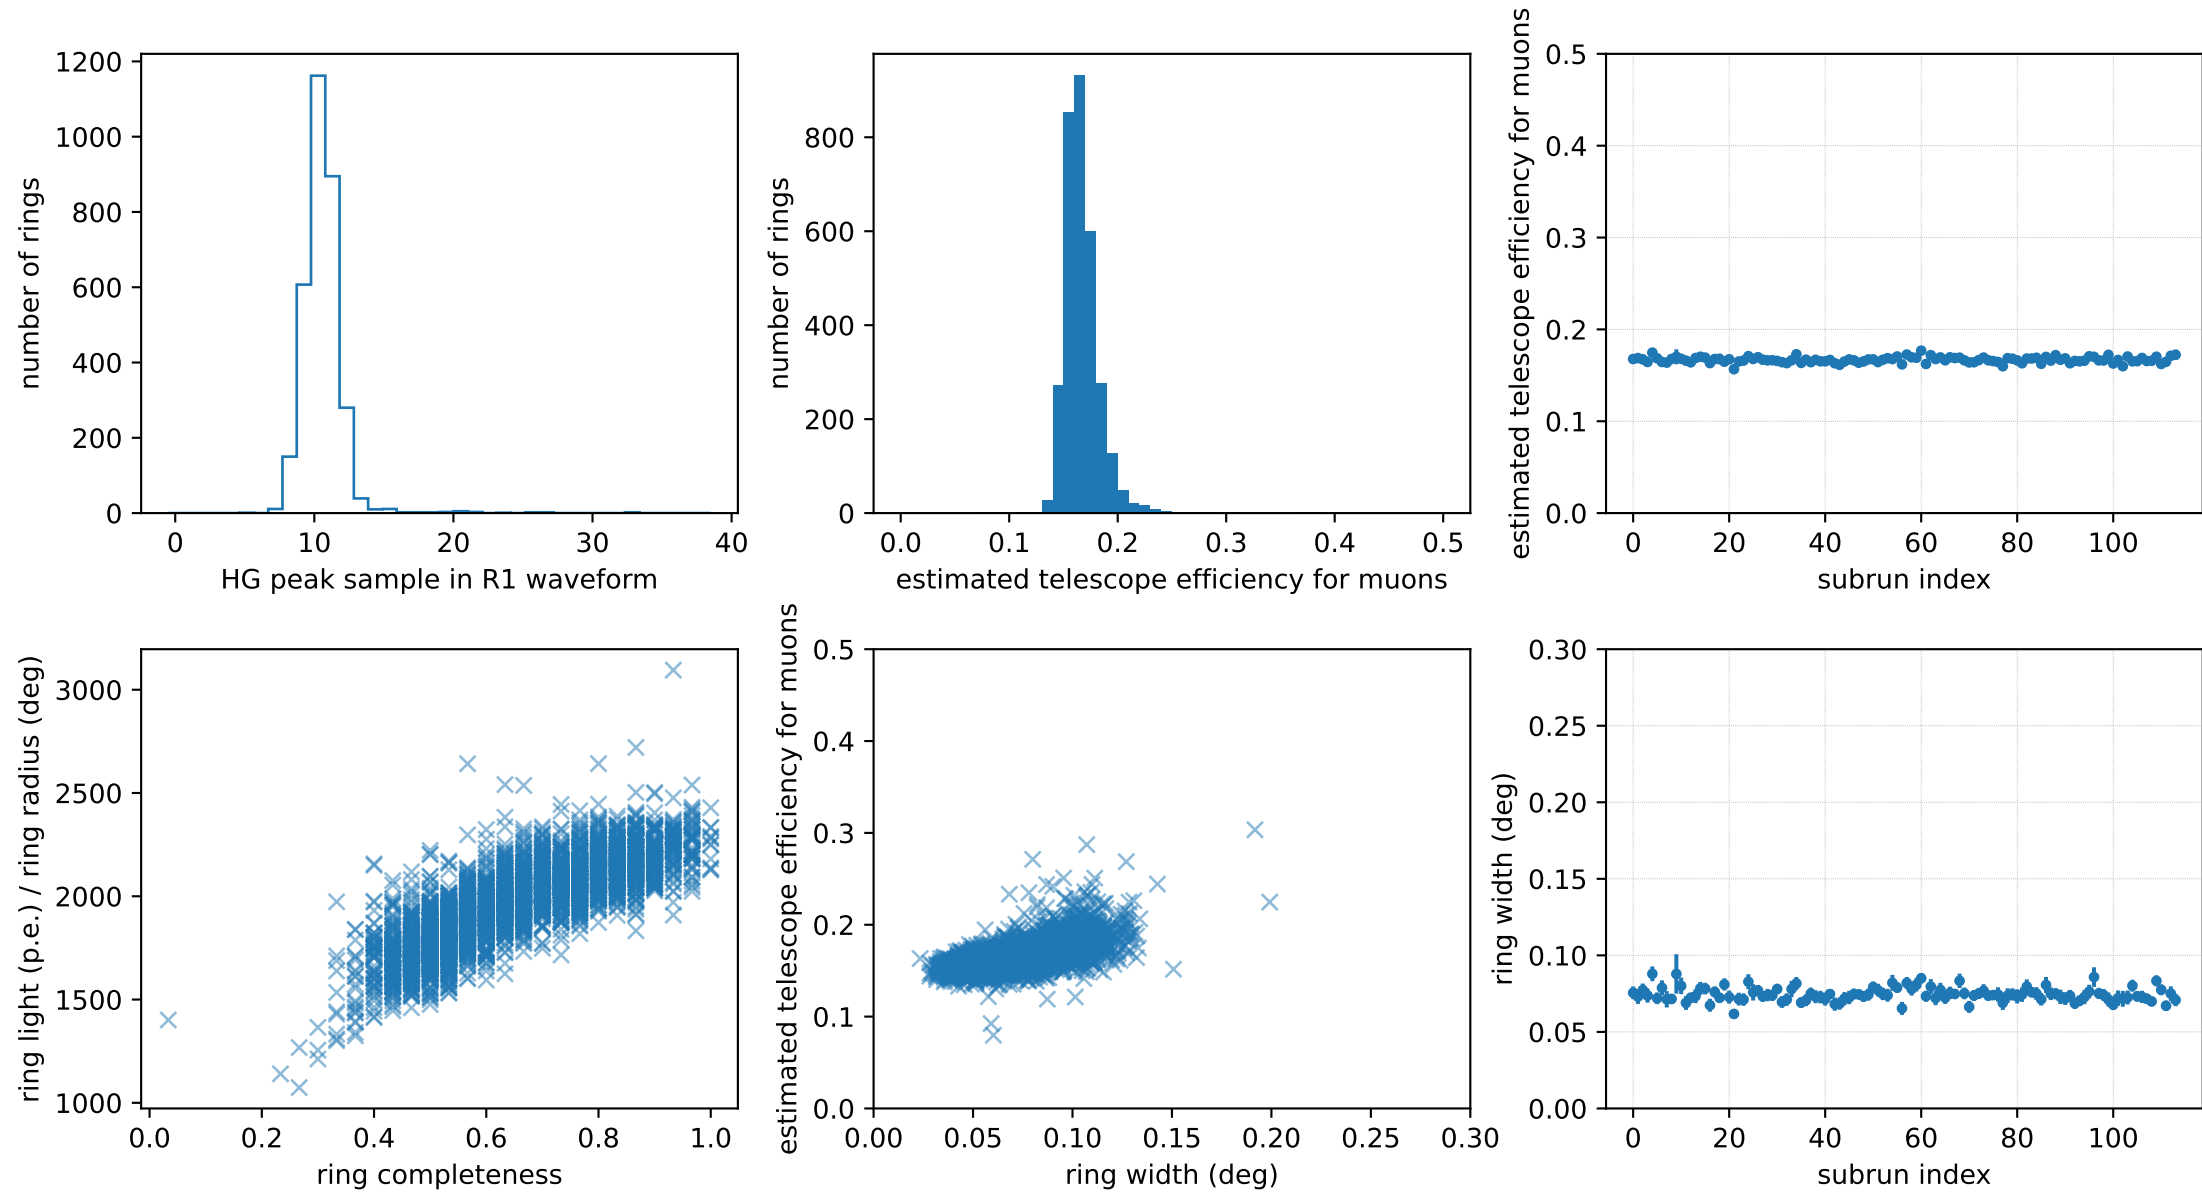 1200
1000
800
600
400
200
0
number of rings
0 10 20 30 40
HG peak sample in R1 waveform
800
600
400
200
0
number of rings
0.0 0.1 0.2 0.3 0.4 0.5
estimated telescope efficiency for muons
0.5
0.4
0.3
0.2
0.1
0.0
estimated telescope efficiency for muons
0 20 40 60 80 100
subrun index
3000
2500
2000
1500
1000
ring light (p.e.) / ring radius (deg)
0.0 0.2 0.4 0.6 0.8 1.0
ring completeness
0.5
0.4
0.3
0.2
0.1
0.0
estimated telescope efficiency for muons
0.00 0.05 0.10 0.15 0.20 0.25 0.30
ring width (deg)
0.30
0.25
0.20
0.15
0.10
0.05
0.00
ring width (deg)
0 20 40 60 80 100
subrun index